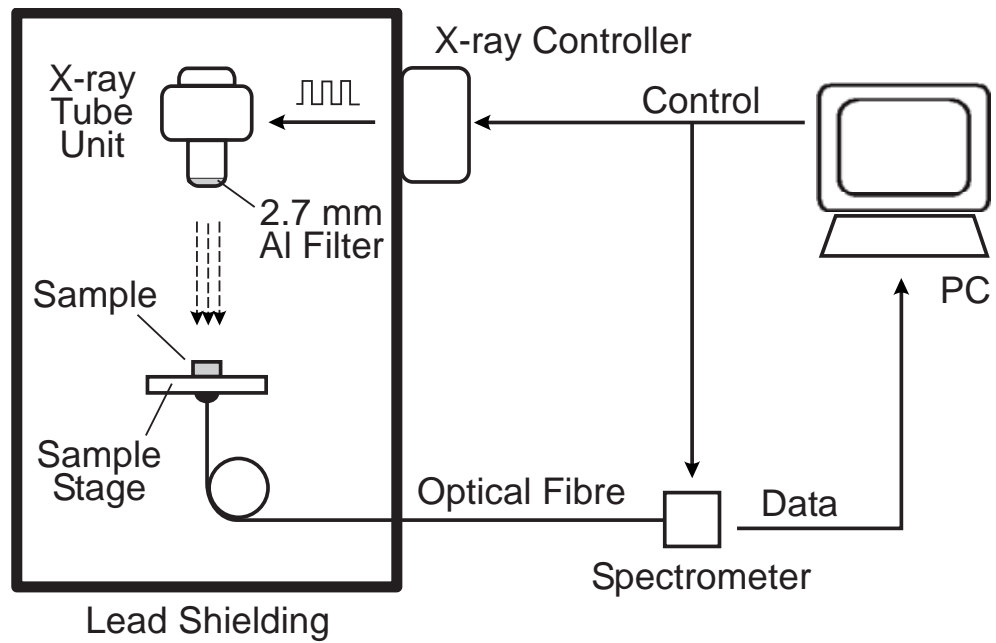 X-ray Controller
X-ray
Tube
Unit
Control
2.7 mm
Al Filter
Sample
PC
Sample
Stage
Optical Fibre
Data
Spectrometer
Lead Shielding